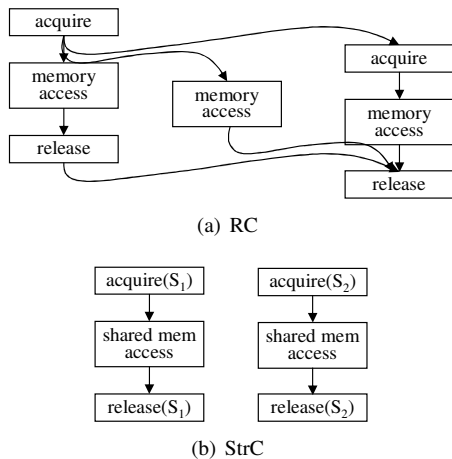 acquire
memory
access
release
memory
access
acquire
memory
access
release
(a) RC
acquire(S₁)
shared mem
access
release(S₁)
acquire(S₂)
shared mem
access
release(S₂)
(b) StrC